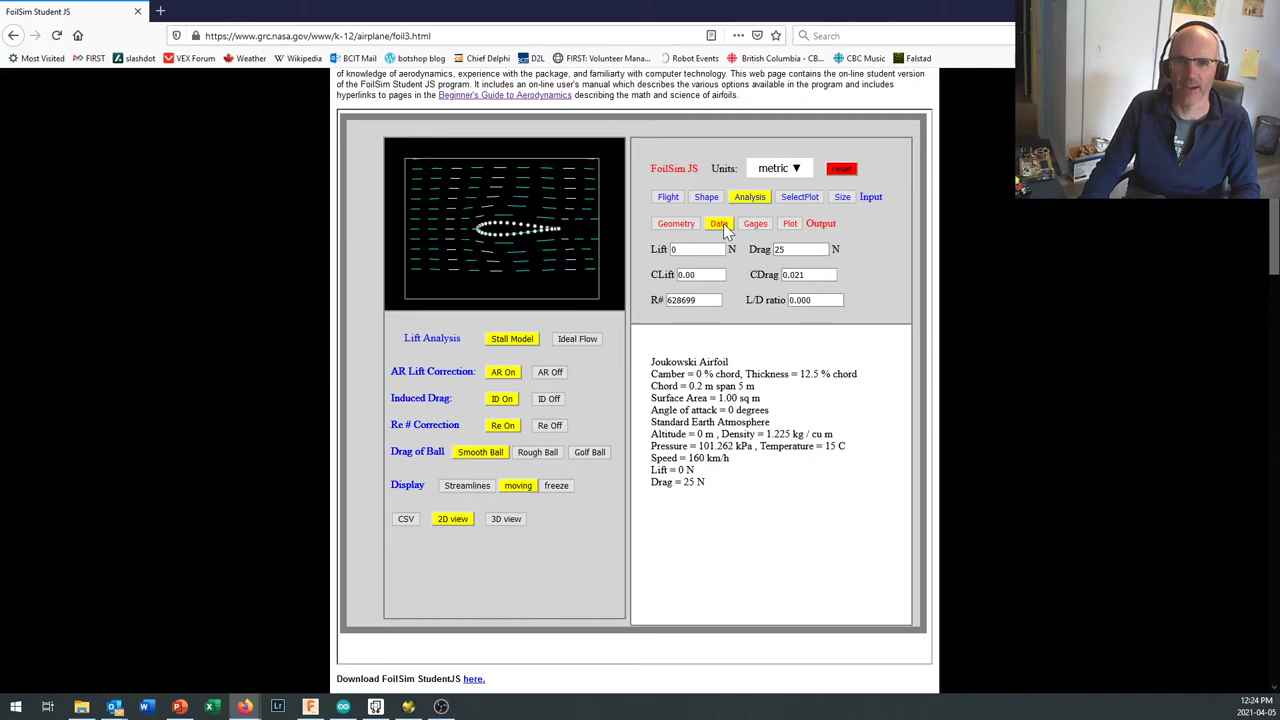 FoilSim Student JS
https://www.grc.nasa.gov/www/k-12/airplane/foil3.html
Search
Most Visited
FIRST
slashdot
VEX Forum
Weather
Wikipedia
BCIT Mail
botshop blog
D2L
FIRST: Volunteer Mana...
Chief Delphi
Robot Events
British Columbia - CB...
CBC Music
Falstad
of knowledge of aerodynamics, experience with the package, and familiarty with computer technology. This web page contains the on-line student version
of the FoilSim Student JS program. It includes an on-line user's manual which describes the various options available in the program and includes
hyperlinks to pages in the Beginner's Guide to Aerodynamics describing the math and science of airfoils.
FoilSim JS Units: metric ▼ reset
Flight Shape Analysis SelectPlot Size Input
Geometry Data Gages Plot Output
Lift 0 N Drag 25 N
CLift 0.00 CDrag 0.021
R# 628699 L/D ratio 0.000
Lift Analysis Stall Model Ideal Flow
AR Lift Correction: AR On AR Off
Induced Drag: ID On ID Off
Re # Correction Re On Re Off
Drag of Ball Smooth Ball Rough Ball Golf Ball
Display Streamlines moving freeze
CSV 2D view 3D view
Joukowski Airfoil
Camber = 0 % chord, Thickness = 12.5 % chord
Chord = 0.2 m span 5 m
Surface Area = 1.00 sq m
Angle of attack = 0 degrees
Standard Earth Atmosphere
Altitude = 0 m , Density = 1.225 kg / cu m
Pressure = 101.262 kPa , Temperature = 15 C
Speed = 160 km/h
Lift = 0 N
Drag = 25 N
Download FoilSim StudentJS here.
12:24 PM
2021-04-05